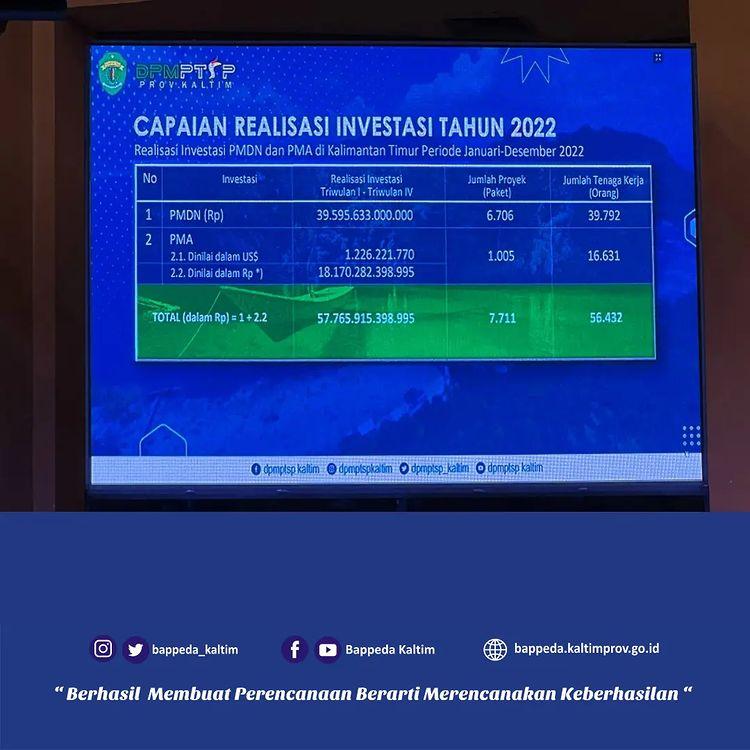 DPMPTSP
PROV.KALTIM
CAPAIAN REALISASI INVESTASI TAHUN 2022
Realisasi Investasi PMDN dan PMA di Kalimantan Timur Periode Januari-Desember 2022
No Investasi Realisasi Investasi Triwulan I - Triwulan IV Jumlah Proyek (Paket) Jumlah Tenaga Kerja (Orang)
1 PMDN (Rp) 39.595.633.000.000 6.706 39.792
2 PMA 1.005 16.631
2.1. Dinilai dalam US$ 1.226.221.770
2.2. Dinilai dalam Rp *) 18.170.282.398.995
TOTAL (dalam Rp) = 1 + 2.2 57.765.915.398.995 7.711 56.432
dpmptsp kaltim dpmptspkaltim dpmptsp_kaltim dpmptsp kaltim
bappeda_kaltim Bappeda Kaltim bappeda.kaltimprov.go.id
“ Berhasil Membuat Perencanaan Berarti Merencanakan Keberhasilan “